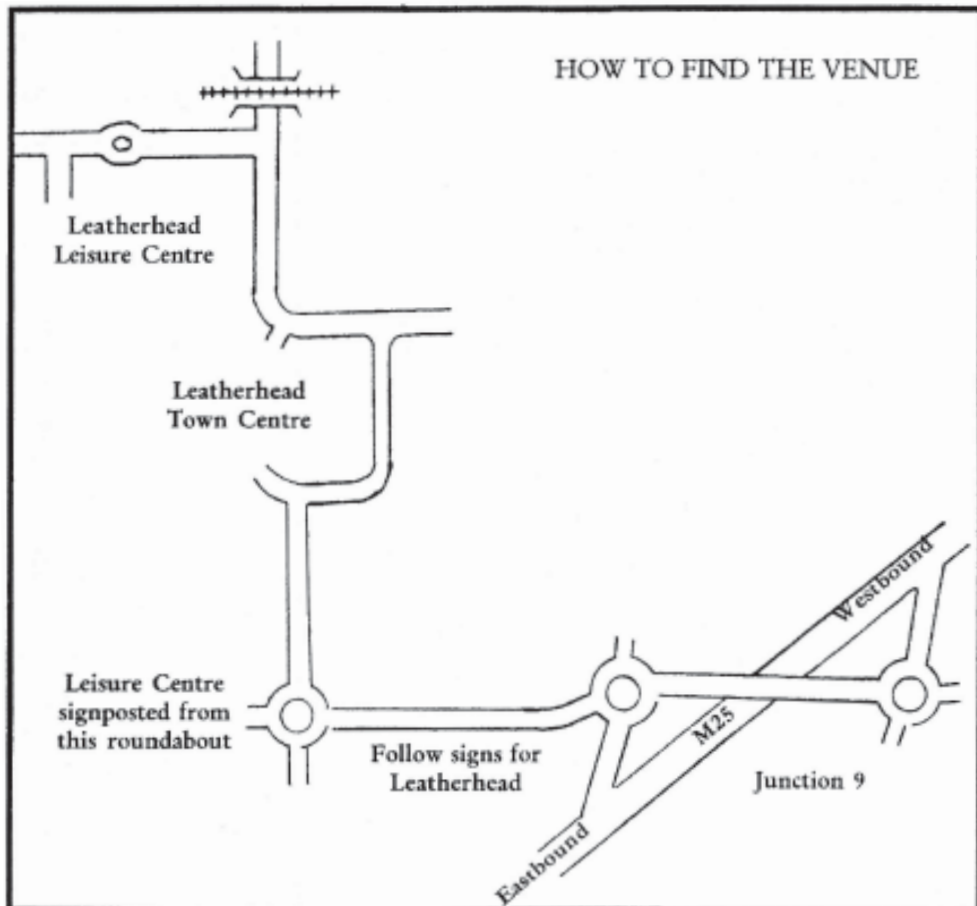 HOW TO FIND THE VENUE
Leatherhead
Leisure Centre
Leatherhead
Town Centre
Westbound
Leisure Centre
signposted from
this roundabout
Follow signs for
Leatherhead
M25
Junction 9
Eastbound